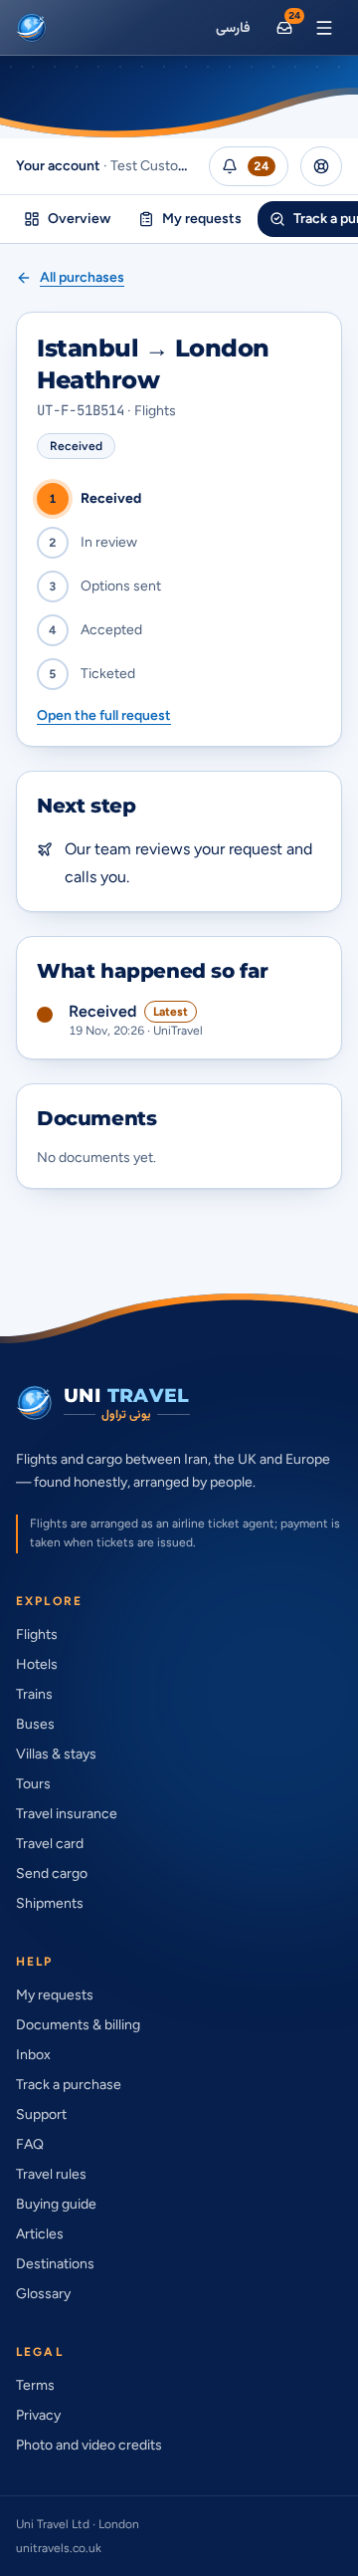 فارسی
24
Your account · Test Custo...
24
Overview
My requests
Track a pu
All purchases
Istanbul → London
Heathrow
UT-F-51B514 · Flights
Received
1 Received
2 In review
3 Options sent
4 Accepted
5 Ticketed
Open the full request
Next step
Our team reviews your request and
calls you.
What happened so far
Received Latest
19 Nov, 20:26 · UniTravel
Documents
No documents yet.
UNI TRAVEL
یونی تراول
Flights and cargo between Iran, the UK and Europe
— found honestly, arranged by people.
Flights are arranged as an airline ticket agent; payment is
taken when tickets are issued.
EXPLORE
Flights
Hotels
Trains
Buses
Villas & stays
Tours
Travel insurance
Travel card
Send cargo
Shipments
HELP
My requests
Documents & billing
Inbox
Track a purchase
Support
FAQ
Travel rules
Buying guide
Articles
Destinations
Glossary
LEGAL
Terms
Privacy
Photo and video credits
Uni Travel Ltd · London
unitravels.co.uk